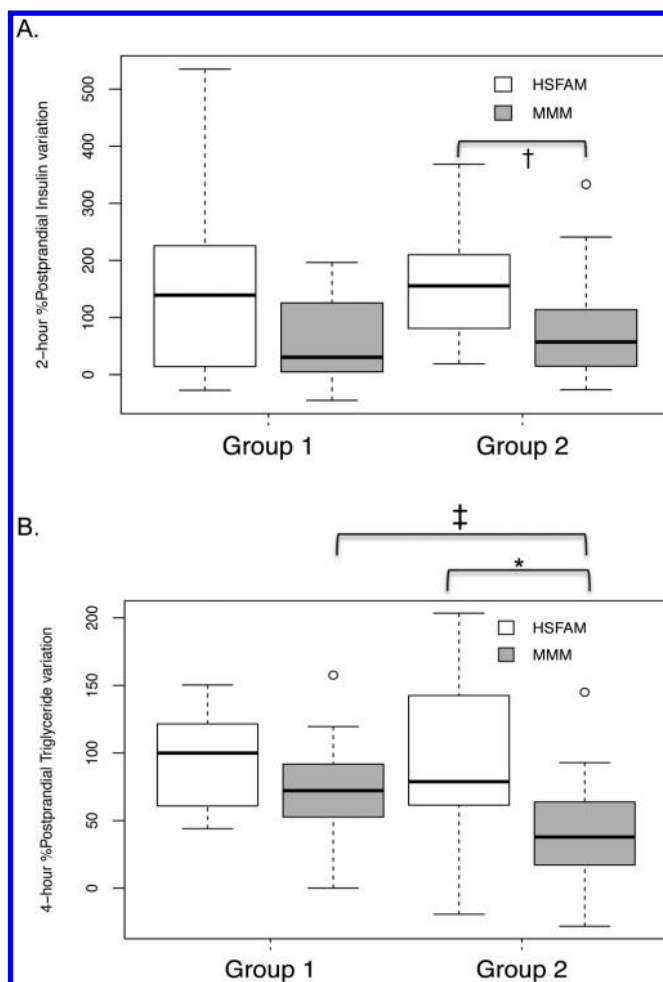 A.
2-hour %Postprandial Insulin variation
500
400
300
200
100
0
HSFAM
MMM
†
Group 1
Group 2
B.
‡
*
4-hour %Postprandial Triglyceride variation
200
150
100
50
0
HSFAM
MMM
Group 1
Group 2